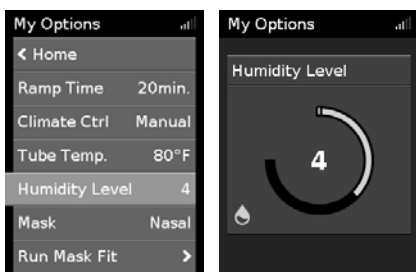 My Options
< Home
Ramp Time 20min.
Climate Ctrl Manual
Tube Temp. 80°F
Humidity Level 4
Mask Nasal
Run Mask Fit >
My Options
Humidity Level
4